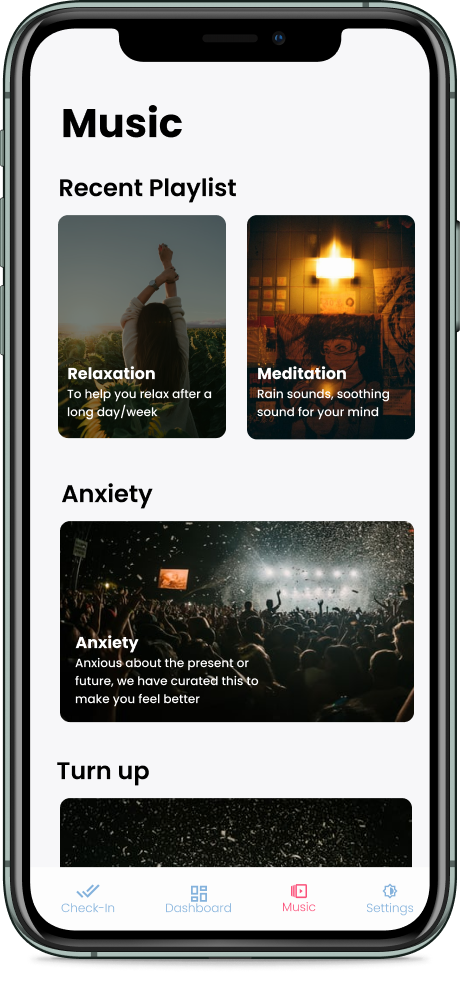 Music
Recent Playlist
Relaxation
To help you relax after a
long day/week
Meditation
Rain sounds, soothing
sound for your mind
Anxiety
Anxiety
Anxious about the present or
future, we have curated this to
make you feel better
Turn up
Check-In
Dashboard
Music
Settings